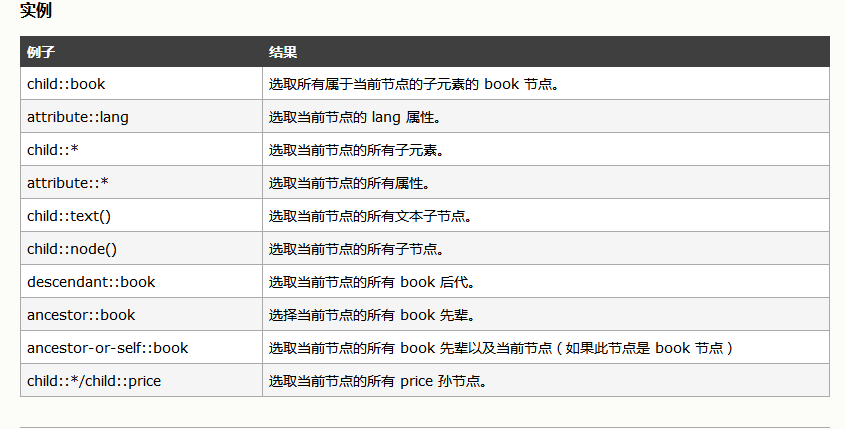 实例
例子 结果
child::book 选取所有属于当前节点的子元素的 book 节点。
attribute::lang 选取当前节点的 lang 属性。
child::* 选取当前节点的所有子元素。
attribute::* 选取当前节点的所有属性。
child::text() 选取当前节点的所有文本子节点。
child::node() 选取当前节点的所有子节点。
descendant::book 选取当前节点的所有 book 后代。
ancestor::book 选择当前节点的所有 book 先辈。
ancestor-or-self::book 选取当前节点的所有 book 先辈以及当前节点（如果此节点是 book 节点）
child::*/child::price 选取当前节点的所有 price 孙节点。